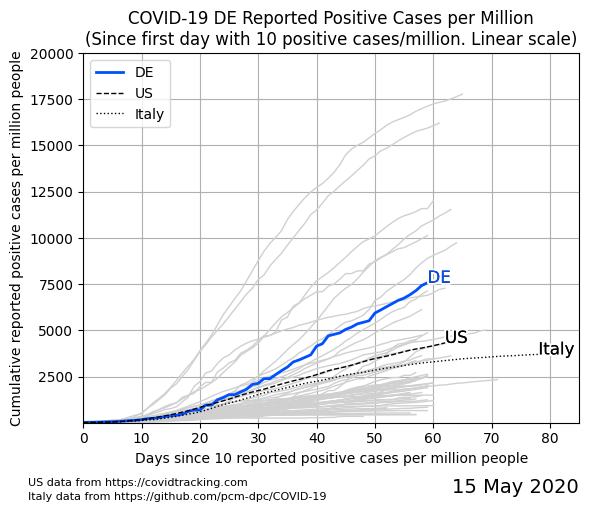 COVID-19 DE Reported Positive Cases per Million
(Since first day with 10 positive cases/million. Linear scale)
Cumulative reported positive cases per million people
20000
17500
15000
12500
10000
7500
5000
2500
DE
US
Italy
DE
US
Italy
0 10 20 30 40 50 60 70 80
Days since 10 reported positive cases per million people
US data from https://covidtracking.com
Italy data from https://github.com/pcm-dpc/COVID-19
15 May 2020